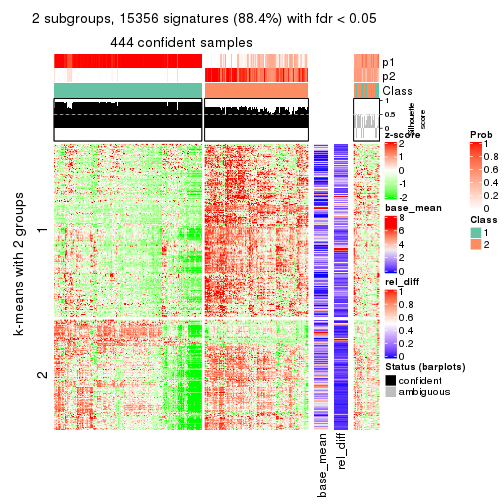 2 subgroups, 15356 signatures (88.4%) with fdr < 0.05
444 confident samples
p1
p2
Class
1
0.5
0
Silhouette
score
k-means with 2 groups
1
2
base_mean
rel_diff
z-score
2
1
0
-1
-2
base_mean
8
6
4
2
0
rel_diff
1
0.8
0.6
0.4
0.2
0
Status (barplots)
confident
ambiguous
Prob
1
0.8
0.6
0.4
0.2
0
Class
1
2